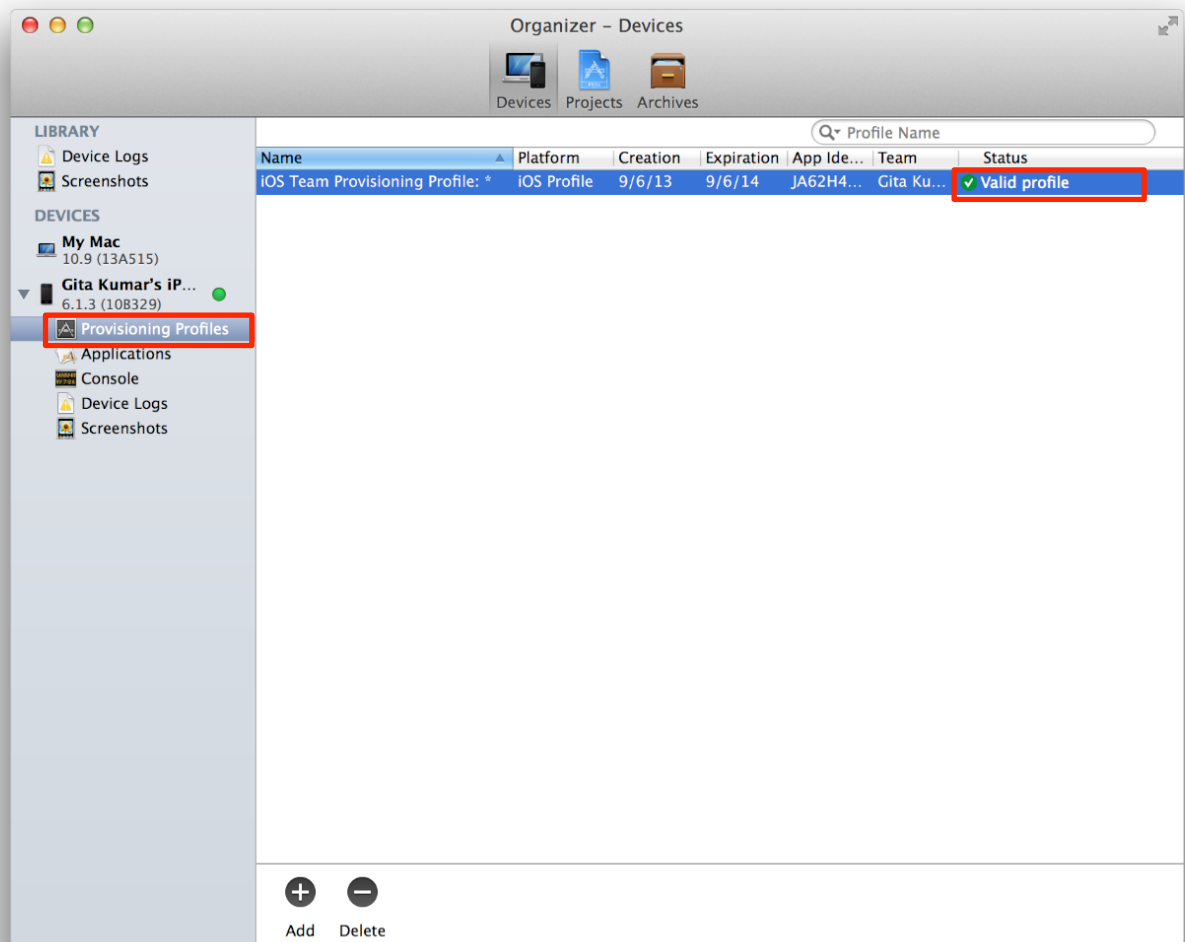 Organizer – Devices
Devices Projects Archives
LIBRARY
Device Logs
Screenshots
DEVICES
My Mac
10.9 (13A515)
Gita Kumar's iP...
6.1.3 (10B329)
Provisioning Profiles
Applications
Console
Device Logs
Screenshots
Profile Name
Name Platform Creation Expiration App Ide... Team Status
iOS Team Provisioning Profile: * iOS Profile 9/6/13 9/6/14 JA62H4... Gita Ku... Valid profile
Add Delete